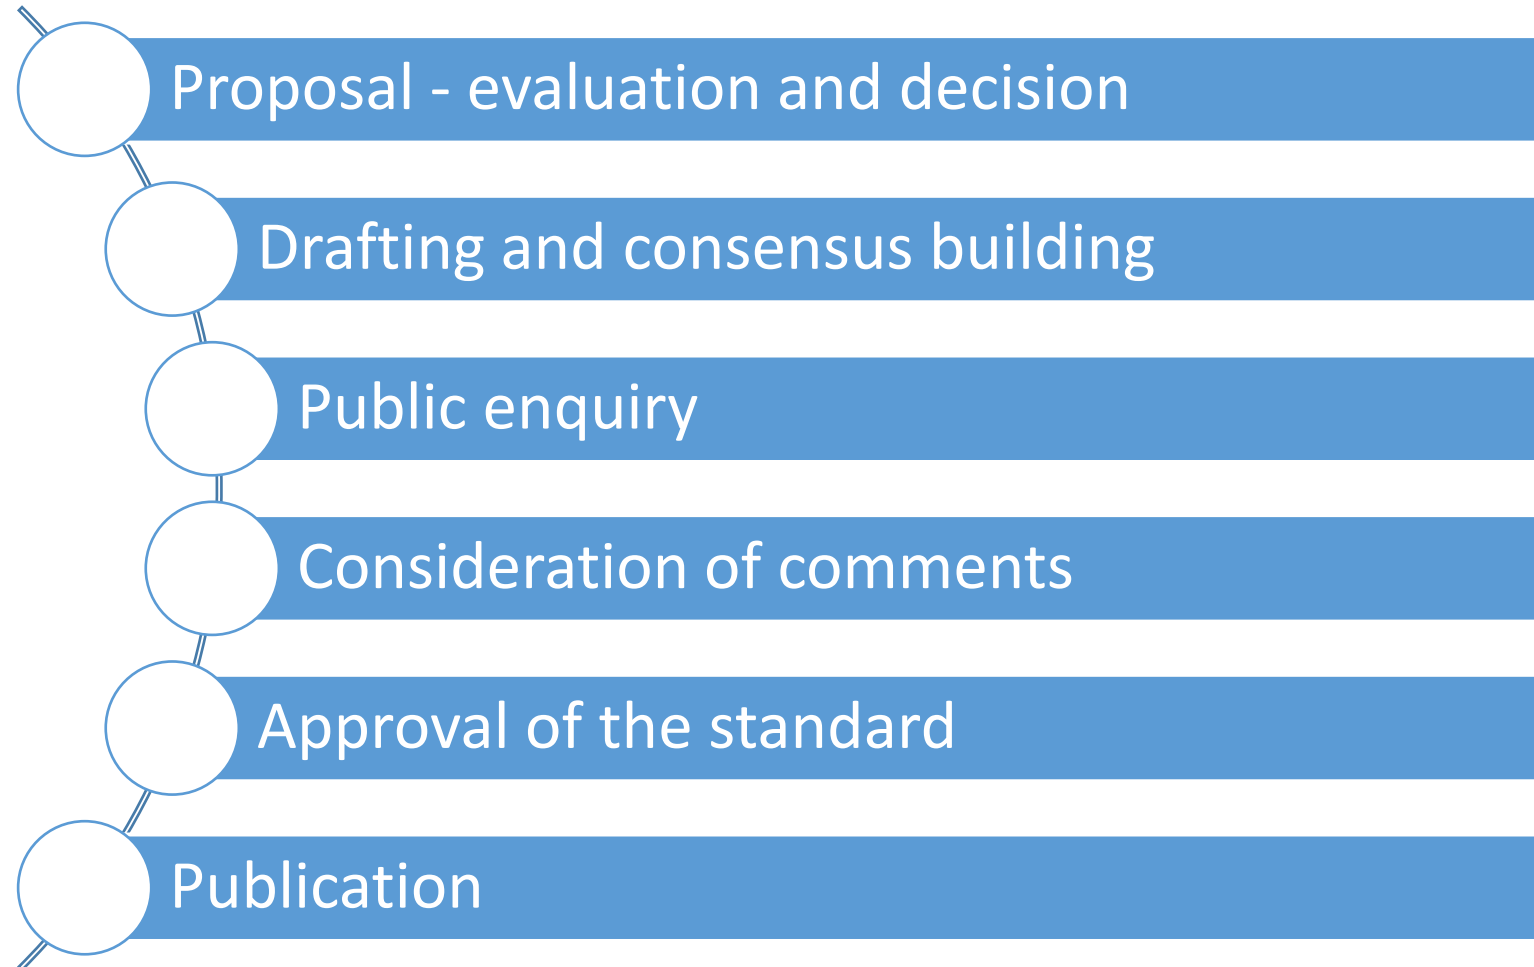 Proposal - evaluation and decision
Drafting and consensus building
Public enquiry
Consideration of comments
Approval of the standard
Publication